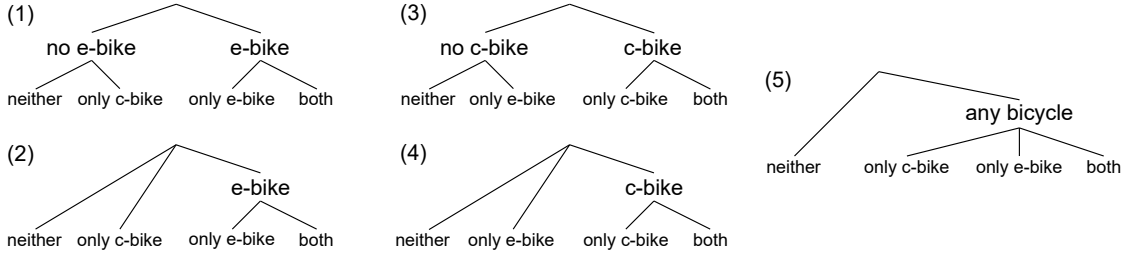 (1)
no e-bike e-bike
neither only c-bike only e-bike both
(2)
e-bike
neither only c-bike only e-bike both
(3)
no c-bike c-bike
neither only e-bike only c-bike both
(4)
c-bike
neither only e-bike only c-bike both
(5)
any bicycle
neither only c-bike only e-bike both